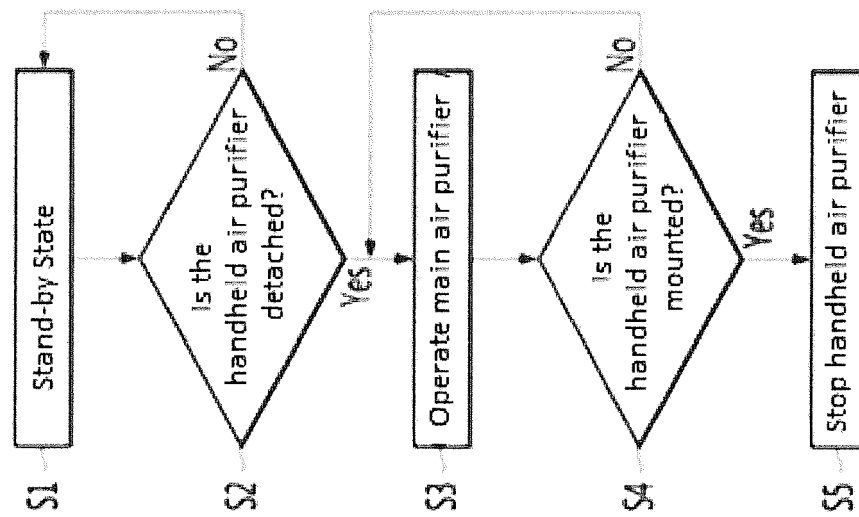 S1
Stand-by State
S2
Is the
handheld air purifier
detached?
No
Yes
S3
Operate main air purifier
S4
Is the
handheld air purifier
mounted?
No
Yes
S5
Stop handheld air purifier